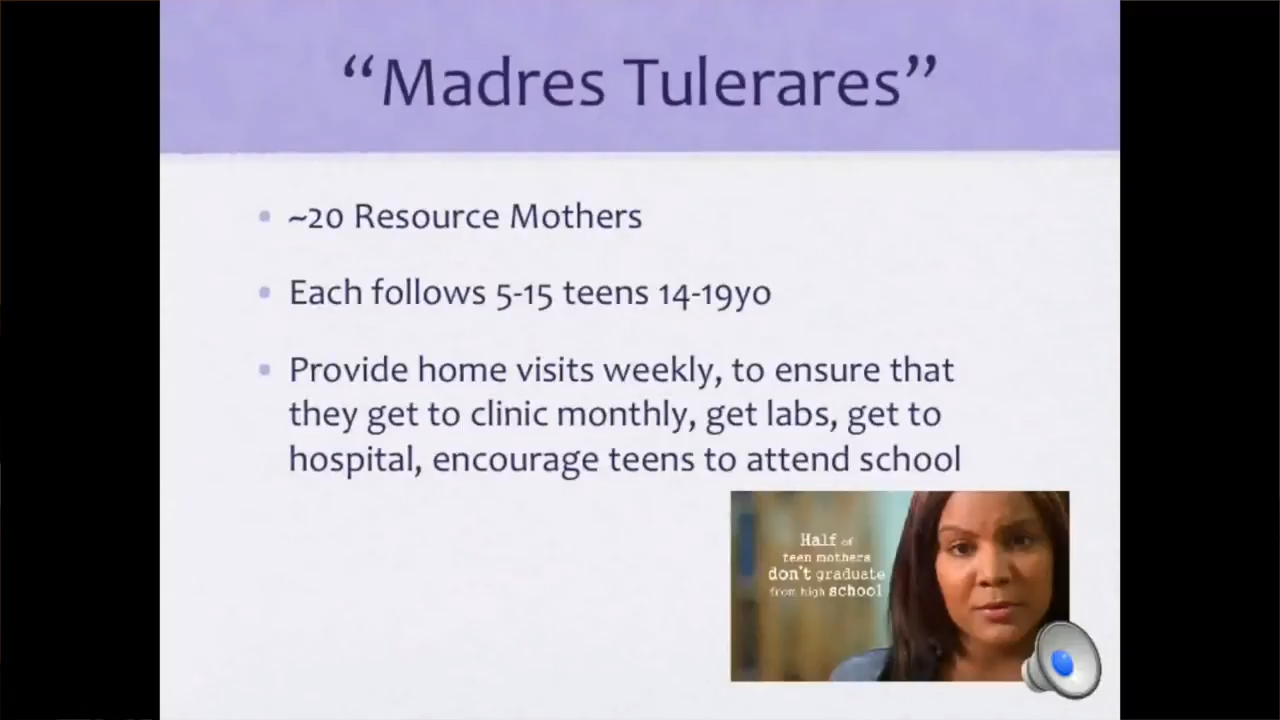 “Madres Tulerares”
~20 Resource Mothers
Each follows 5-15 teens 14-19yo
Provide home visits weekly, to ensure that
they get to clinic monthly, get labs, get to
hospital, encourage teens to attend school
Half of
teen mothers
don't graduate
from high school